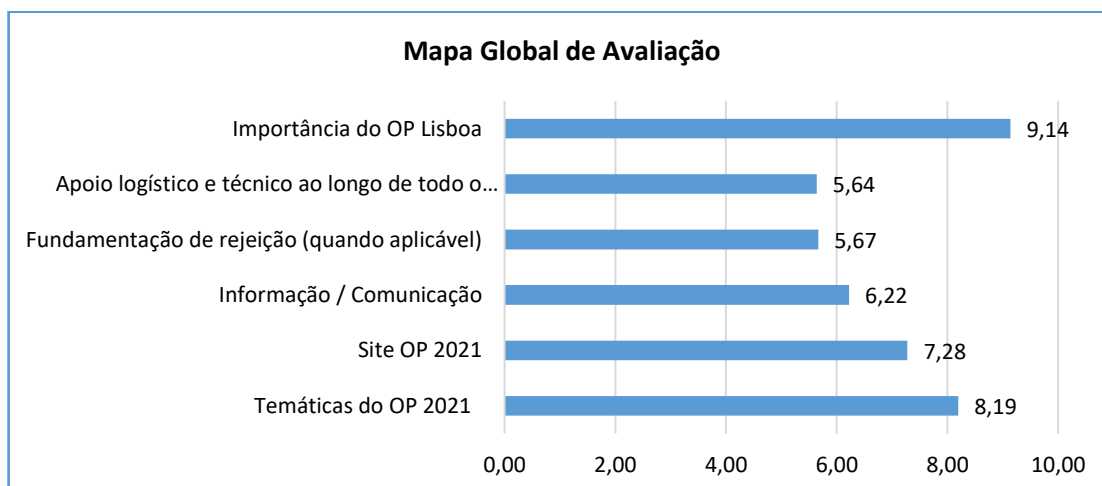 Mapa Global de Avaliação
Importância do OP Lisboa
9,14
Apoio logístico e técnico ao longo de todo o...
5,64
Fundamentação de rejeição (quando aplicável)
5,67
Informação / Comunicação
6,22
Site OP 2021
7,28
Temáticas do OP 2021
8,19
0,00 2,00 4,00 6,00 8,00 10,00